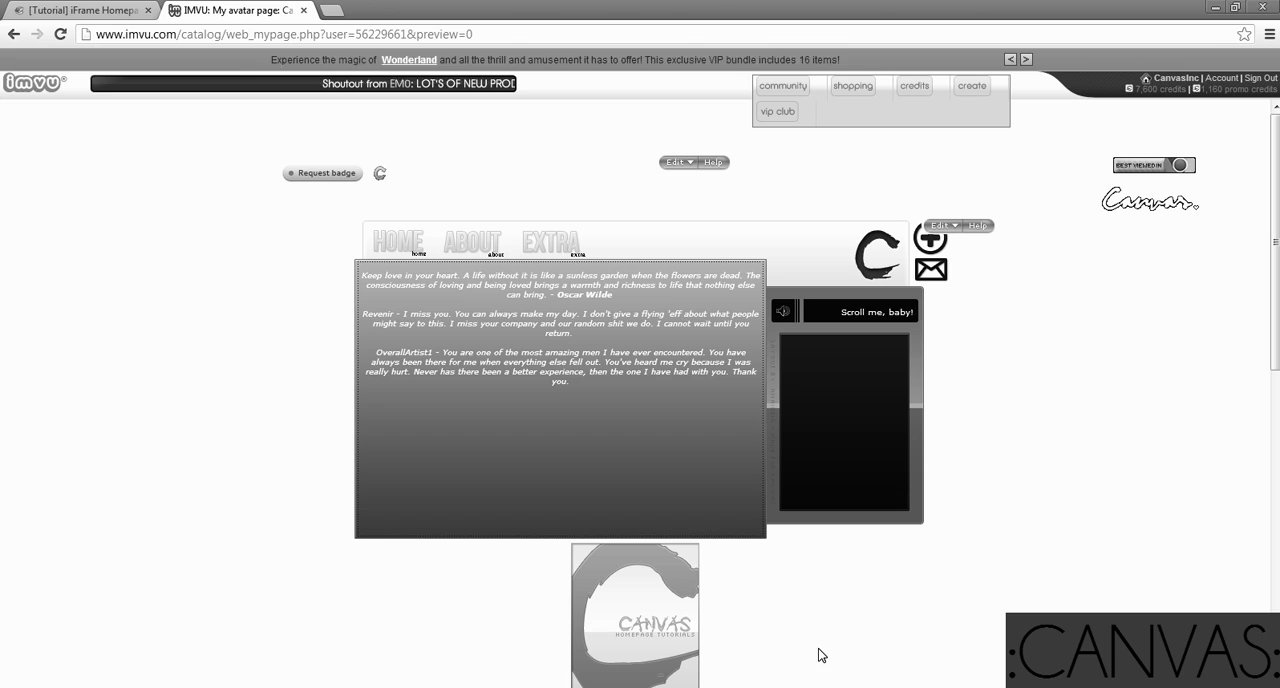 [Tutorial] iFrame Homepa
IMVU: My avatar page: Ca
www.imvu.com/catalog/web_mypage.php?user=56229661&preview=0
Experience the magic of Wonderland and all the thrill and amusement it has to offer! This exclusive VIP bundle includes 16 items!
< >
imvu
Shoutout from EM0: LOT'S OF NEW PROD
community shopping credits create
vip club
CanvasInc | Account | Sign Out
7,600 credits | 1,160 promo credits
Request badge
Edit Help
BEST VIEWED IN
Canvas.
Edit Help
HOME ABOUT EXTRA
home about extra
Keep love in your heart. A life without it is like a sunless garden when the flowers are dead. The
consciousness of loving and being loved brings a warmth and richness to life that nothing else
can bring. - Oscar Wilde
Revenir - I miss you. You can always make my day. I don't give a flying 'eff about what people
might say to this. I miss your company and our random shit we do. I cannot wait until you
return.
OverallArtist1 - You are one of the most amazing men I have ever encountered. You have
always been there for me when everything else fell out. You've heard me cry because I was
really hurt. Never has there been a better experience, then the one I have had with you. Thank
you.
Scroll me, baby!
CANVAS
HOMEPAGE TUTORIALS
:CANVAS: